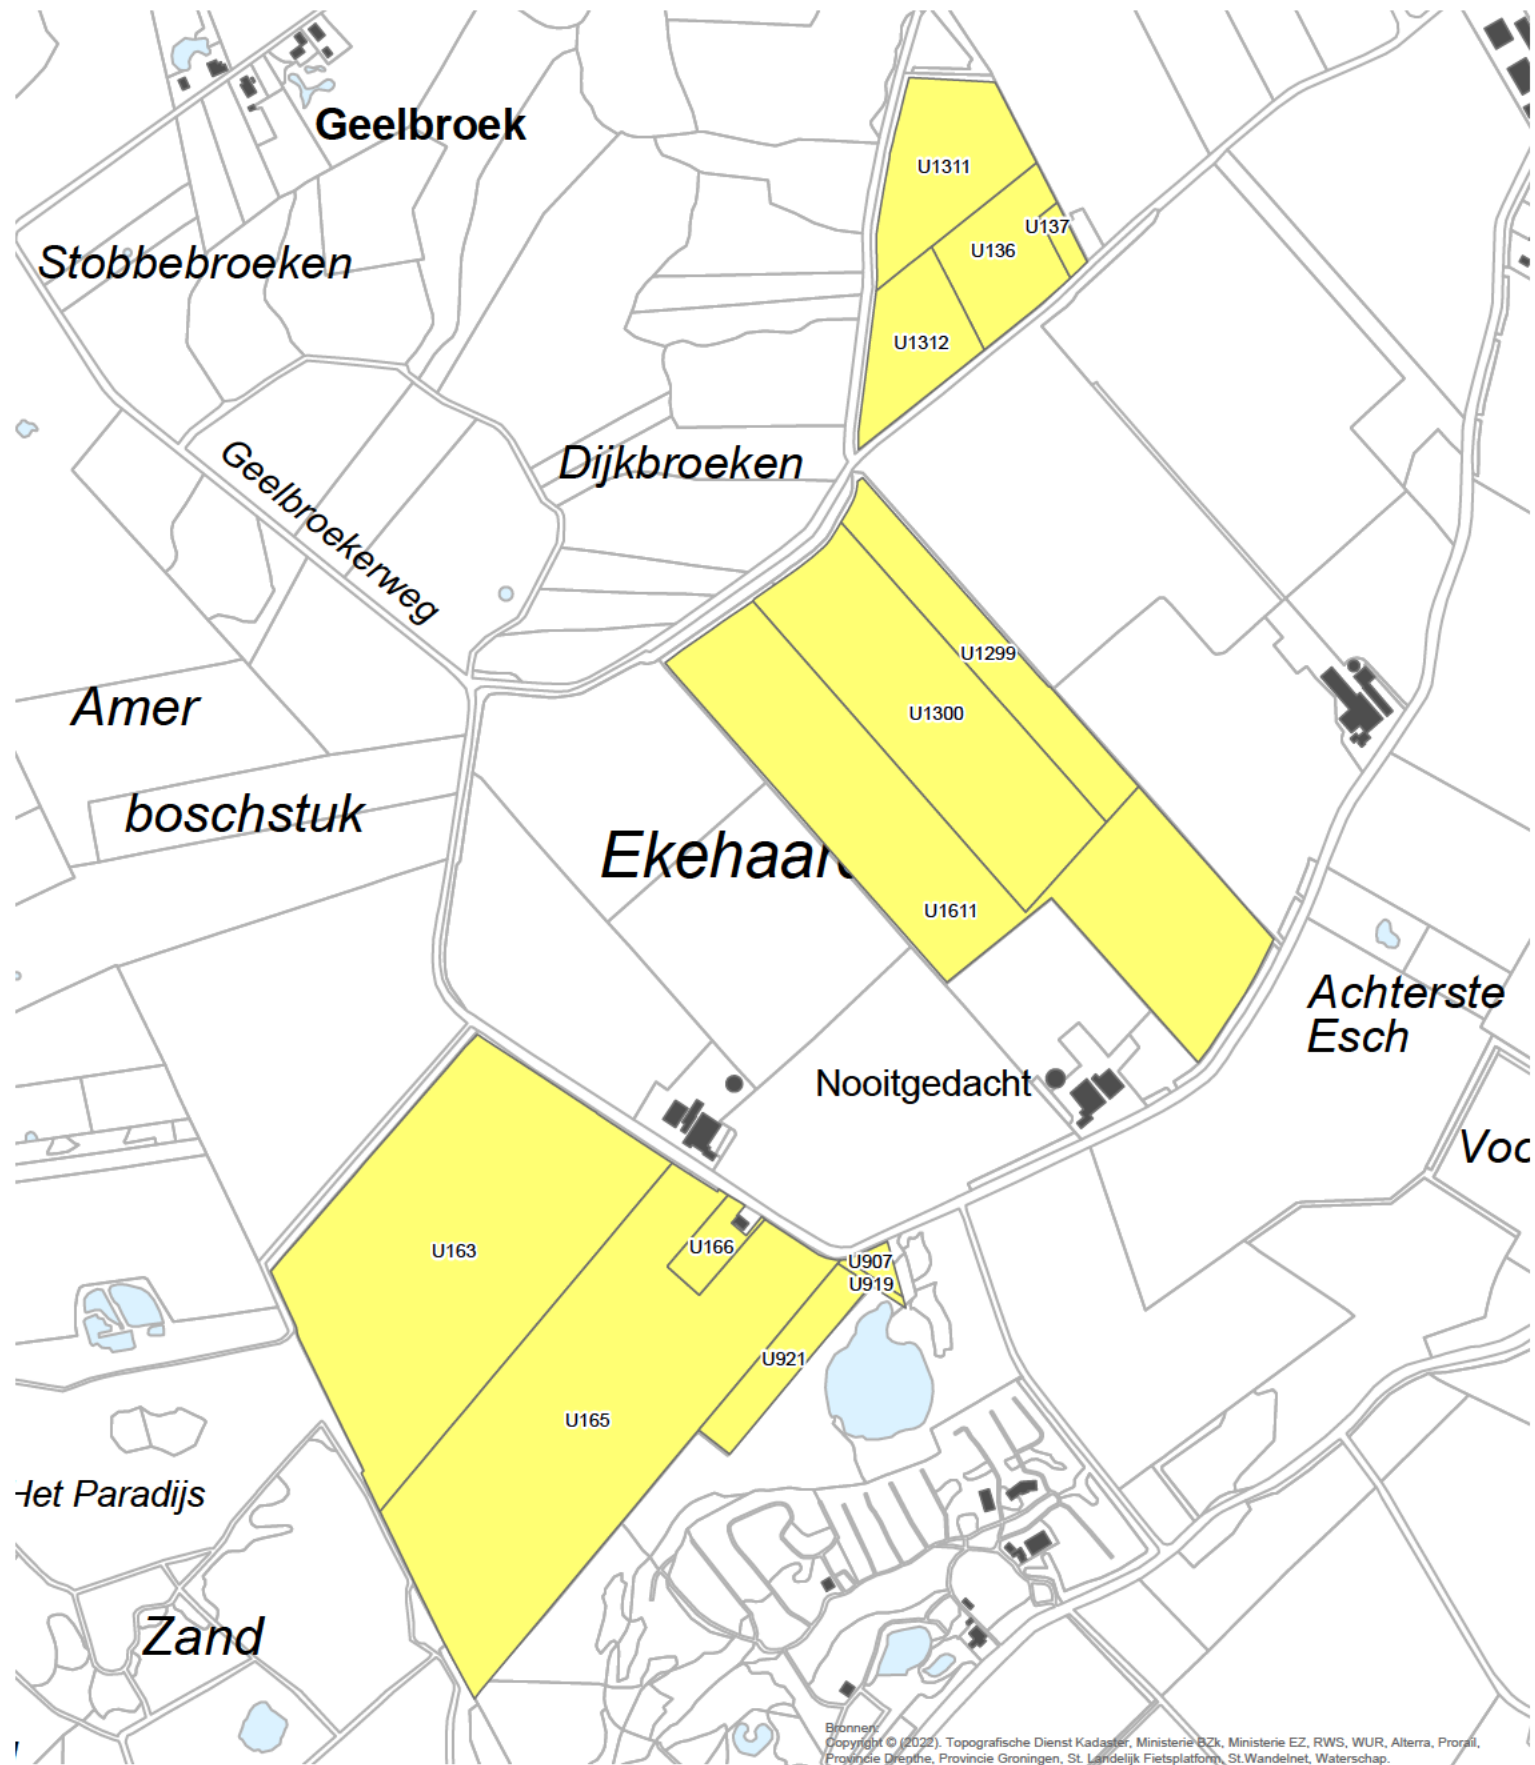 Geelbroek
U1311
U137
U136
Stobbebroeken
U1312
Geelbroekerweg
Dijkbroeken
U1299
Amer
U1300
boschstuk
Ekehaar
U1611
Achterste
Esch
Nooitgedacht
Voo
U163
U166
U907
U919
U921
U165
Het Paradijs
Zand
Bronnen:
Copyright © (2022). Topografische Dienst Kadaster, Ministerie BZk, Ministerie EZ, RWS, WUR, Alterra, Prorail,
Provincie Drenthe, Provincie Groningen, St. Landelijk Fietsplatform, St.Wandelnet, Waterschap.